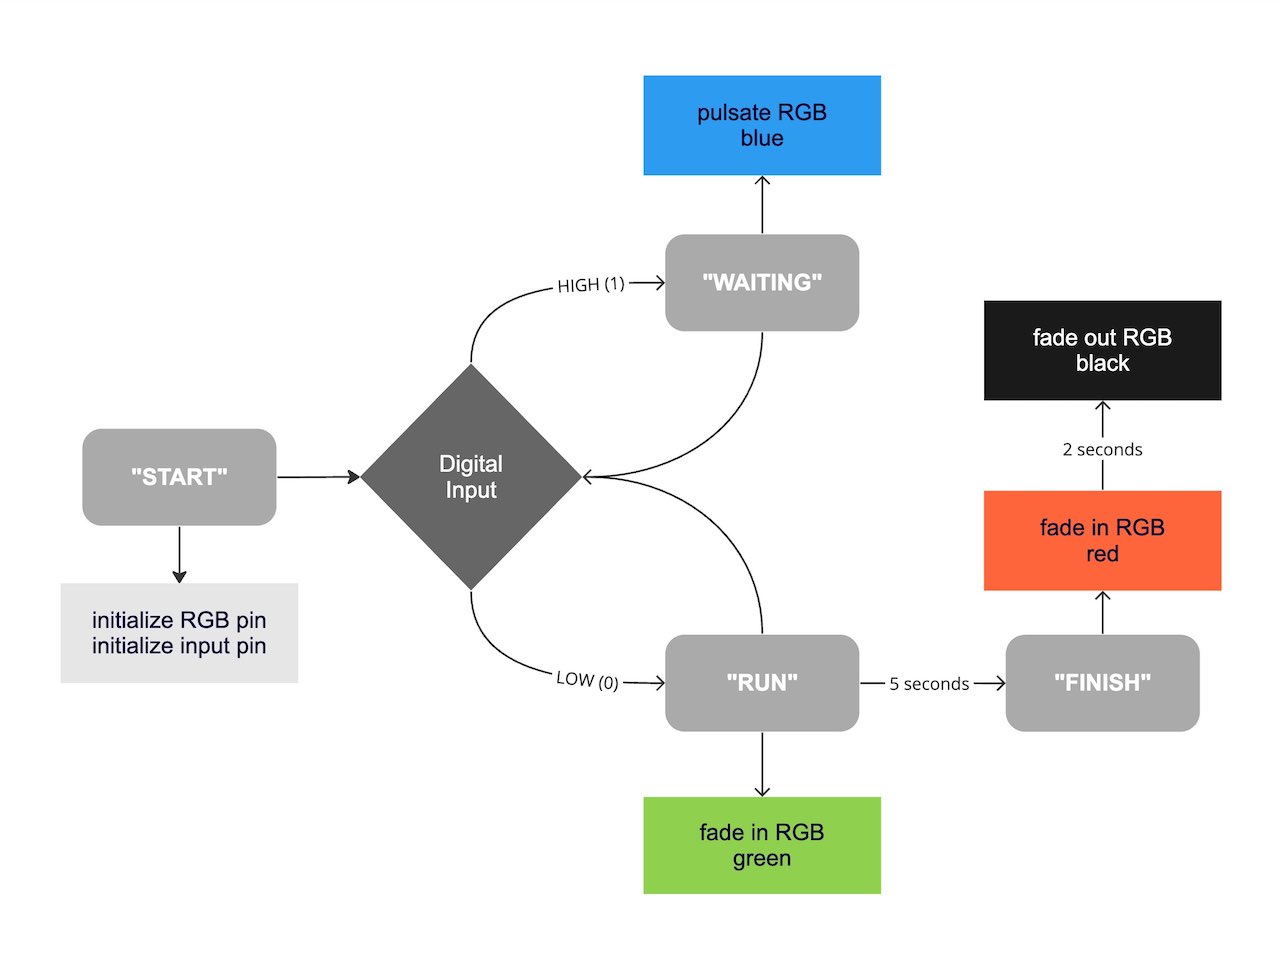 pulsate RGB
blue
HIGH (1)
"WAITING"
fade out RGB
black
2 seconds
"START"
Digital
Input
fade in RGB
red
initialize RGB pin
initialize input pin
LOW (0)
"RUN"
5 seconds
"FINISH"
fade in RGB
green